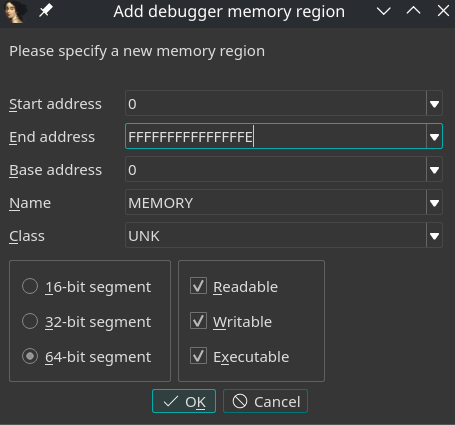 Add debugger memory region
Please specify a new memory region
Start address 0
End address FFFFFFFFFFFFFFFE
Base address 0
Name MEMORY
Class UNK
16-bit segment Readable
32-bit segment Writable
64-bit segment Executable
OK Cancel